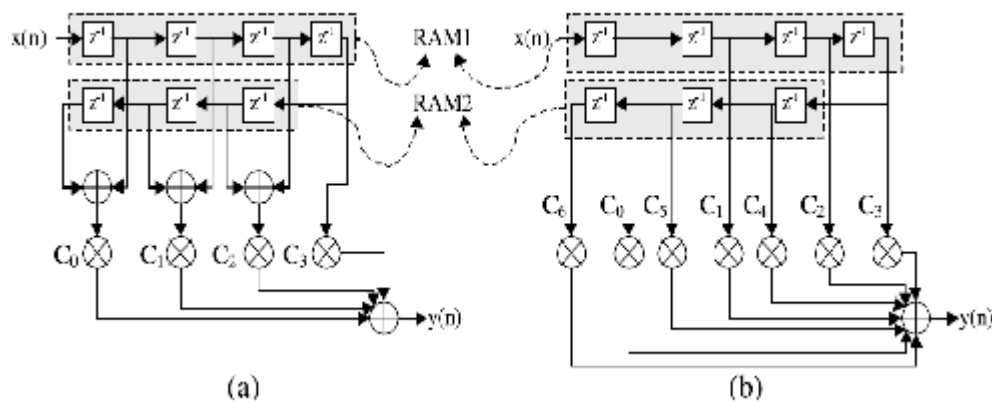 x(n) z⁻¹ z⁻¹ z⁻¹ z⁻¹ RAM1 x(n) z⁻¹ z⁻¹ z⁻¹ z⁻¹
z⁻¹ z⁻¹ z⁻¹ RAM2 z⁻¹ z⁻¹ z⁻¹
C₆ C₀ C₅ C₁ C₄ C₂ C₃
C₀ C₁ C₂ C₃
y(n) y(n)
(a) (b)